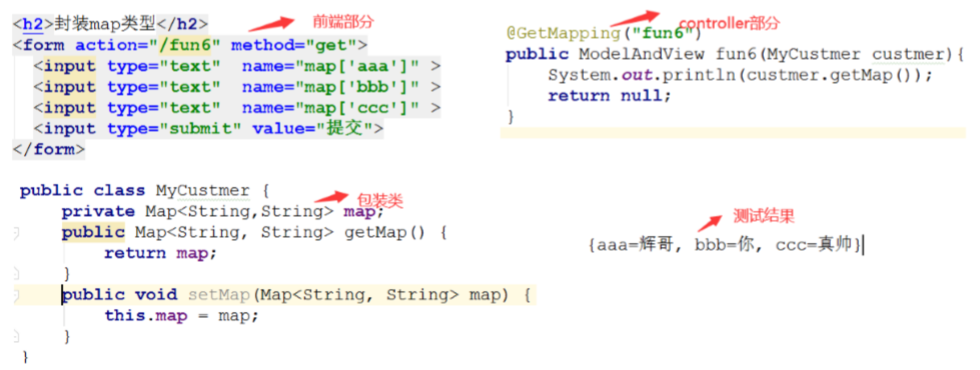 <h2>封装map类型</h2>
前端部分
<form action="/fun6" method="get">
<input type="text"  name="map['aaa']" >
<input type="text"  name="map['bbb']" >
<input type="text"  name="map['ccc']" >
<input type="submit" value="提交">
</form>
controller部分
@GetMapping("fun6")
public ModelAndView fun6(MyCustmer custmer){
System.out.println(custmer.getMap());
return null;
}
public class MyCustmer {
包装类
private Map<String,String> map;
public Map<String, String> getMap() {
return map;
}
public void setMap(Map<String, String> map) {
this.map = map;
}
}
测试结果
{aaa=辉哥, bbb=你, ccc=真帅}